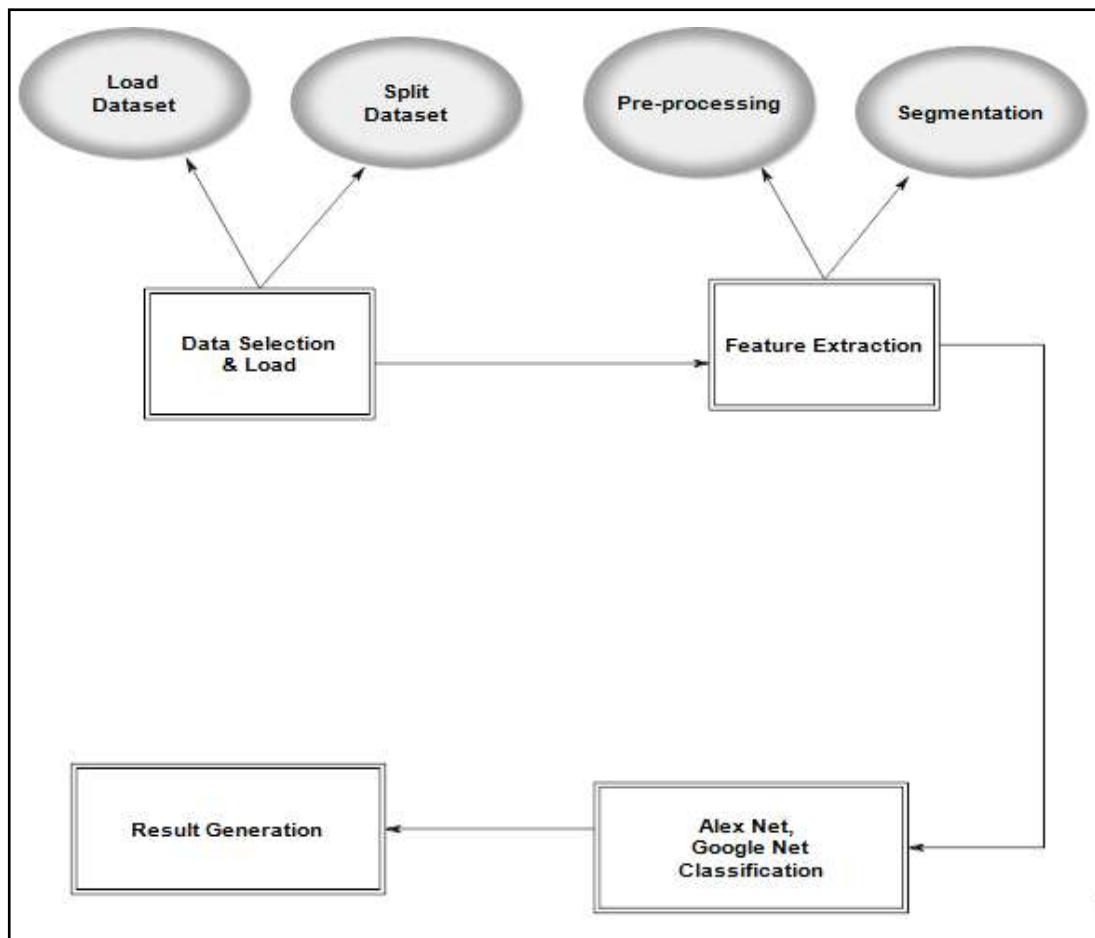 Load
Dataset
Split
Dataset
Pre-processing
Segmentation
Data Selection
& Load
Feature Extraction
Result Generation
Alex Net,
Google Net
Classification